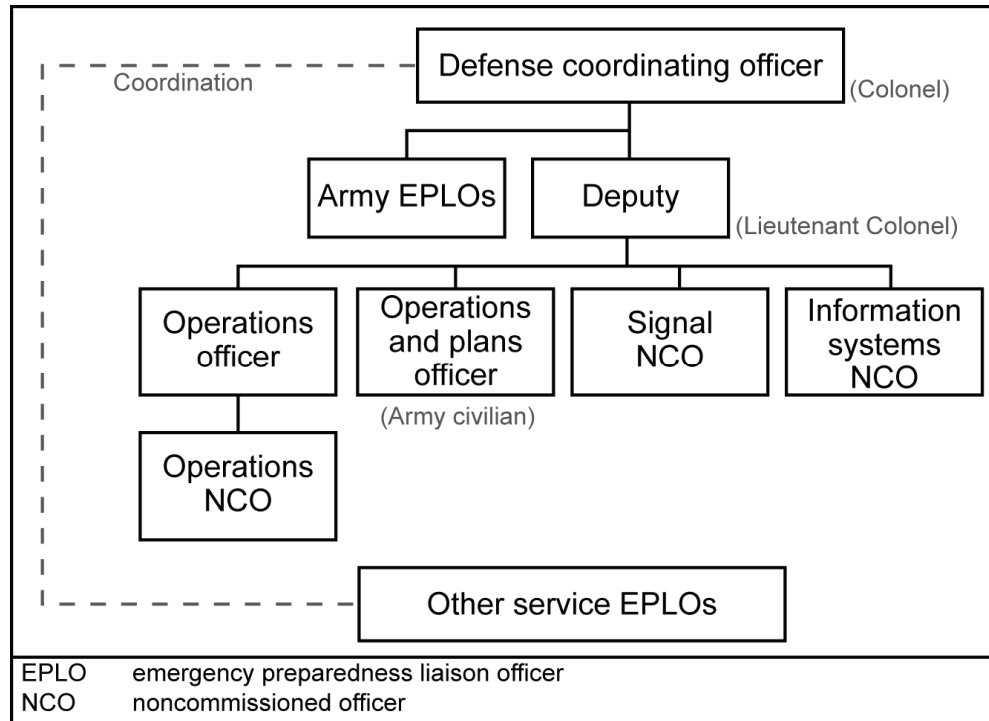 Defense coordinating officer
Coordination
(Colonel)
Army EPLOs
Deputy
(Lieutenant Colonel)
Operations
officer
Operations
and plans
officer
Signal
NCO
Information
systems
NCO
(Army civilian)
Operations
NCO
Other service EPLOs
EPLO emergency preparedness liaison officer
NCO noncommissioned officer